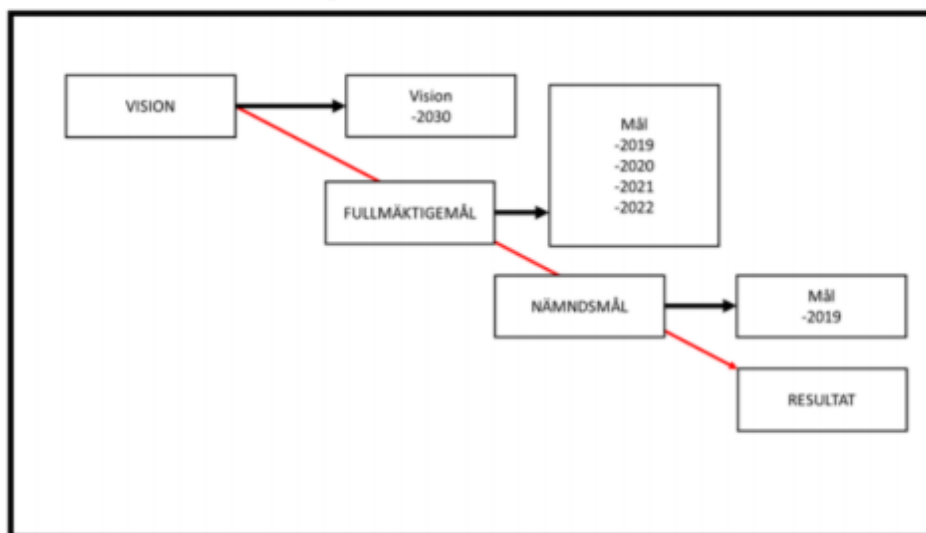 VISION
Vision
-2030
Mål
-2019
-2020
-2021
-2022
FULLMÄKTIGEMÅL
NÄMNDSMÅL
Mål
-2019
RESULTAT